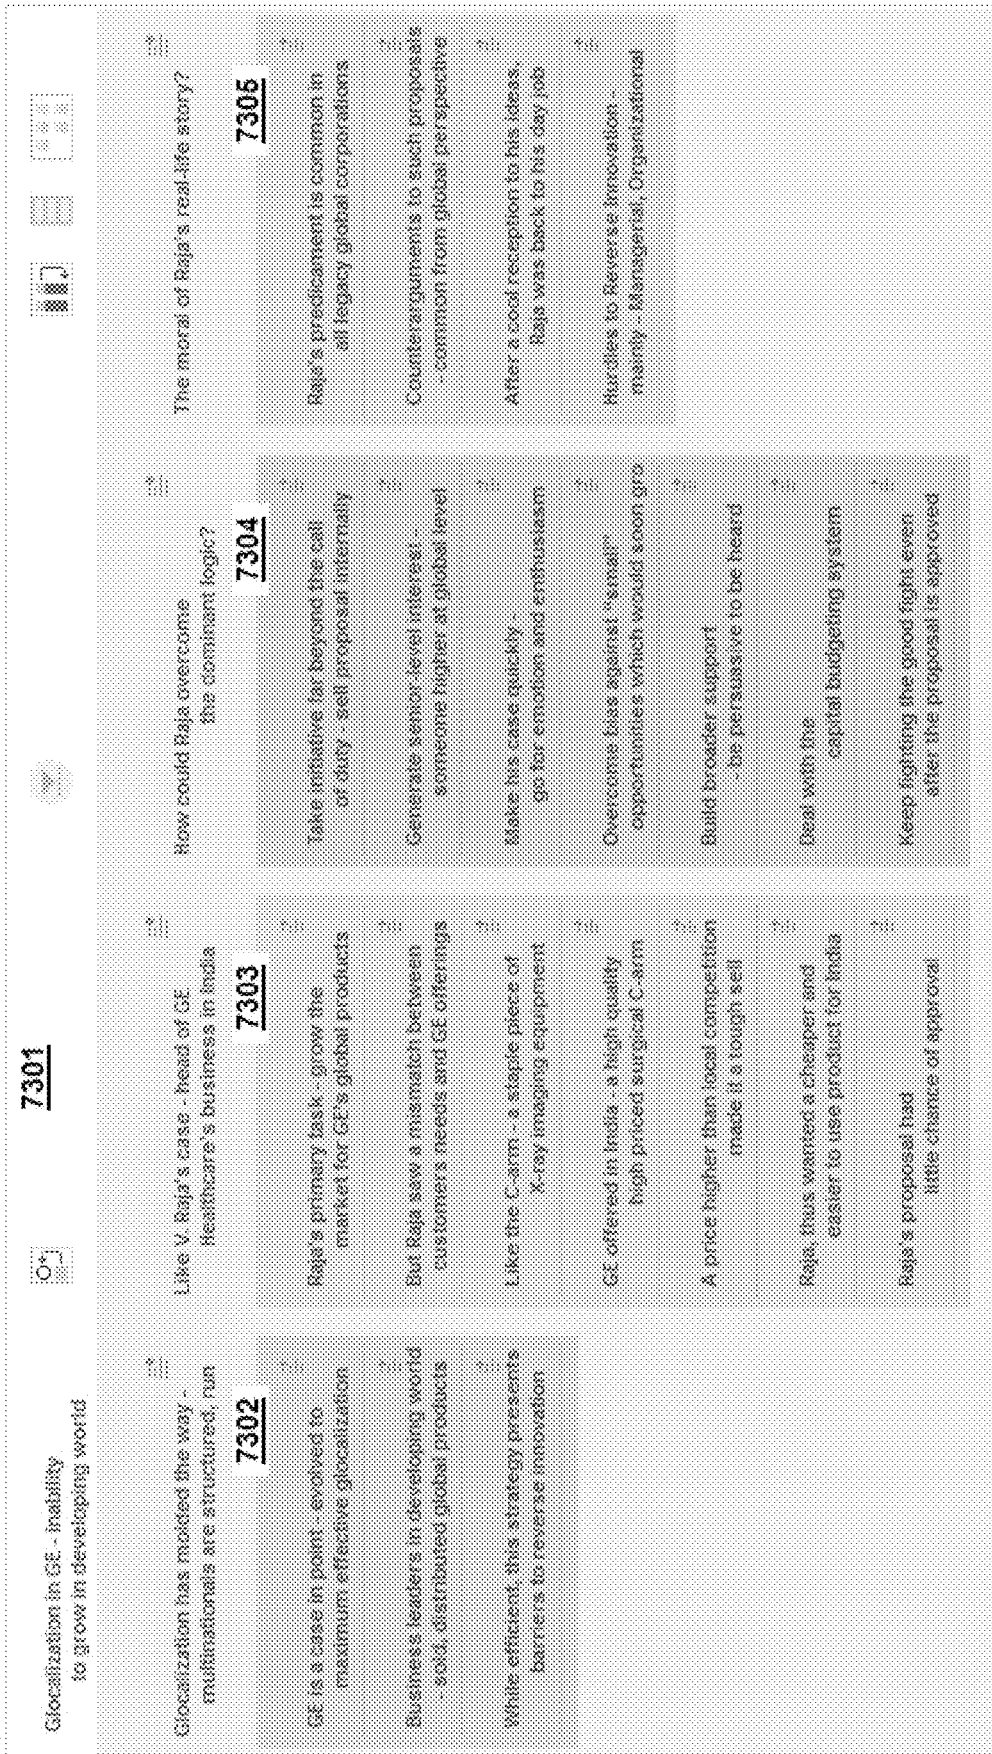 7301
Glocalization in GE - inability
to grow in developing world
Glocalization has molded the way -
multinationals are structured, run
7302
GE is a case in point - evolved to
maximum effective glocalization
Business leaders in developing world
- sold, distributed global products
While efficient, this strategy presents
barriers to reverse innovation
Like V. Raja's case - head of GE
Healthcare's business in India
7303
Raja's primary task - grow the
market for GE's global products
But Raja saw a mismatch between
customers needs and GE offerings
Like the C-arm - a staple piece of
X-ray imaging equipment
GE offered in India - a high quality
high priced surgical C-arm
A price higher than local competition
made it a tough sell
Raja, thus wanted a cheaper and
easier to use product for India
Raja's proposal had
little chance of approval
How could Raja overcome
the dominant logic?
7304
Take initiative far beyond the call
of duty - sell proposal internally
Generate senior-level interest -
someone higher at global level
Make his case quickly -
go for emotion and enthusiasm
Overcome bias against "small"
opportunities which would soon gro
Build broader support
- be persuasive to be heard
Deal with the
capital budgeting system
Keep fighting the good fight even
after the proposal is approved
The moral of Raja's real-life story?
7305
Raja's predicament is common in
all legacy global corporations
Counterarguments to such proposals
- common from global perspective
After a cool reception to his ideas,
Raja was back to his day job
Hurdles to Reverse Innovation -
mainly - Managerial, Organizational